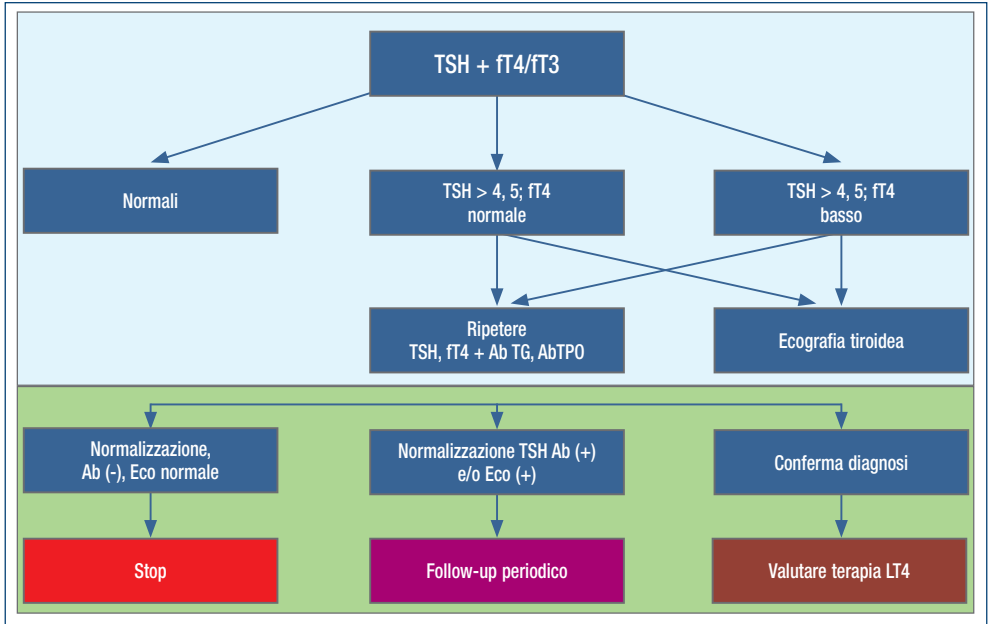 TSH + fT4/fT3
Normali
TSH > 4, 5; fT4
normale
TSH > 4, 5; fT4
basso
Ripetere
TSH, fT4 + Ab TG, AbTPO
Ecografia tiroidea
Normalizzazione,
Ab (-), Eco normale
Normalizzazione TSH Ab (+)
e/o Eco (+)
Conferma diagnosi
Stop
Follow-up periodico
Valutare terapia LT4